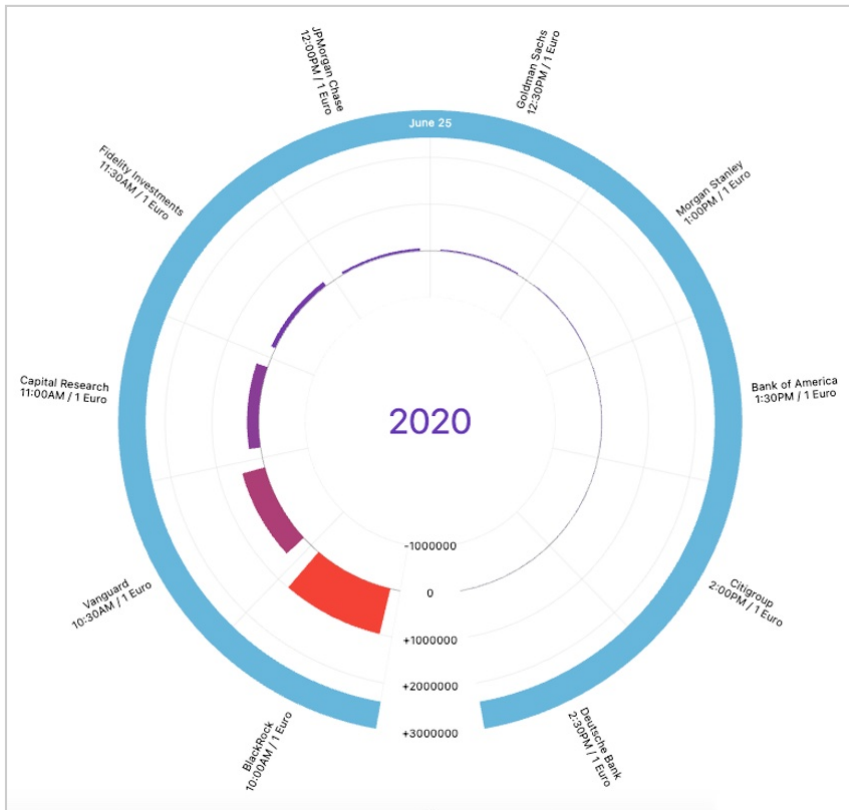 JPMorgan Chase
12:00PM / 1 Euro
Goldman Sachs
12:30PM / 1 Euro
June 25
Fidelity Investments
11:30AM / 1 Euro
Morgan Stanley
1:00PM / 1 Euro
Capital Research
11:00AM / 1 Euro
Bank of America
1:30PM / 1 Euro
2020
Vanguard
10:30AM / 1 Euro
Citigroup
2:00PM / 1 Euro
-1000000
0
+1000000
+2000000
+3000000
BlackRock
10:00AM / 1 Euro
Deutsche Bank
2:30PM / 1 Euro